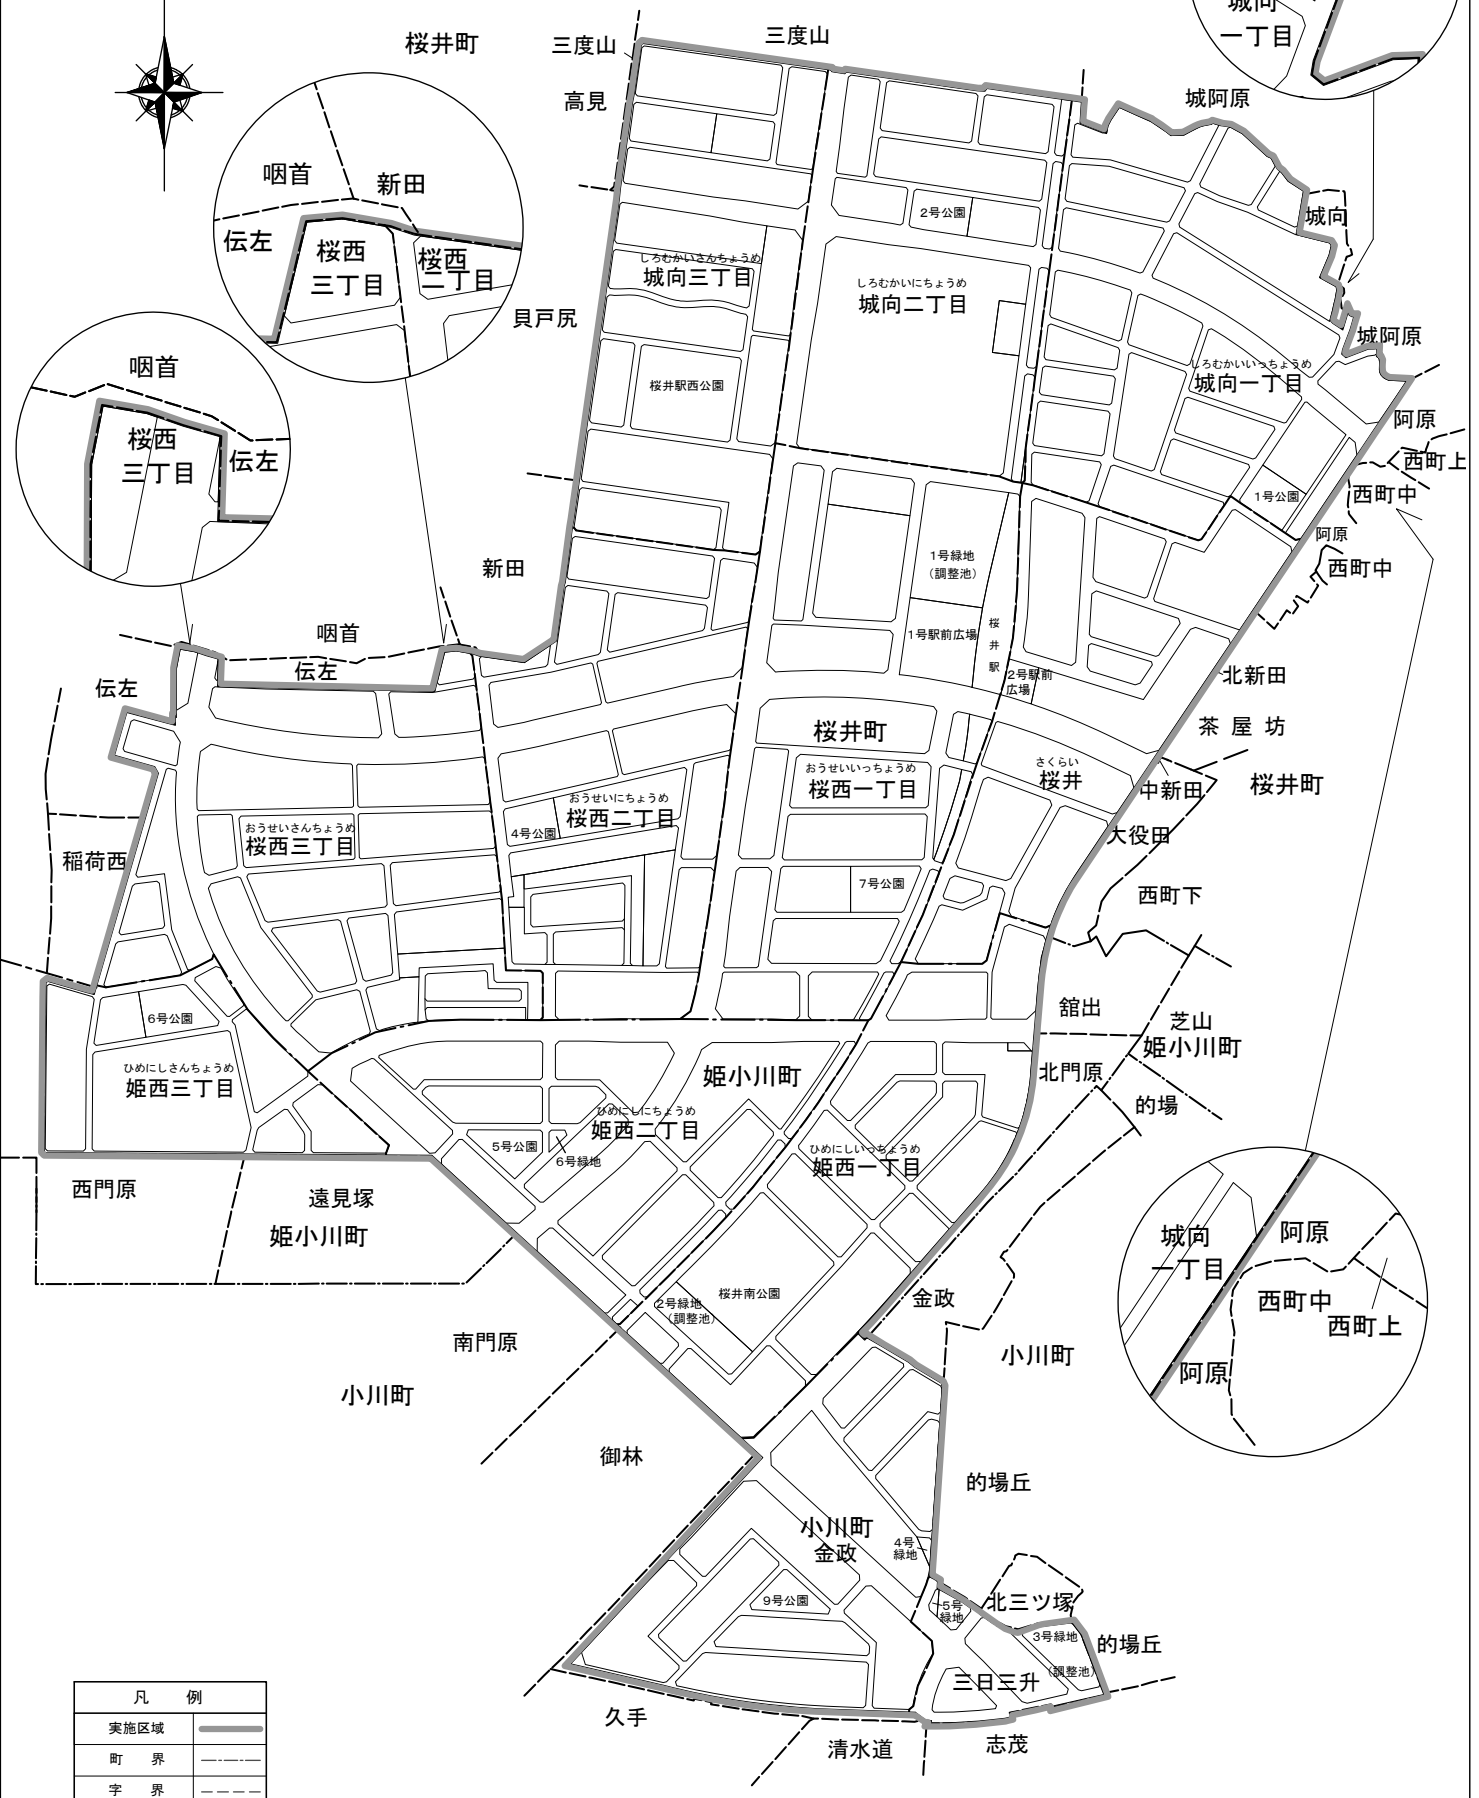 城向
一丁目
三度山
桜井町
三度山
高見
城阿原
咽首
新田
伝左
桜西
三丁目
桜西
二丁目
貝戸尻
2号公園
城向
しろむかいさんちょうめ
城向三丁目
しろむかいにちょうめ
城向二丁目
城阿原
咽首
桜西
三丁目
伝左
桜駅西公園
しろむかいいっちょうめ
城向一丁目
阿原
西町上
西町中
1号公園
阿原
西町中
新田
1号緑地
(調整池)
咽首
伝左
伝左
1号駅前広場
桜
井
駅
2号駅前
広場
北新田
茶屋坊
桜井町
さくらい
桜井
おうせいいっちょうめ
桜西一丁目
中新田
桜井町
おうせいにちょうめ
桜西二丁目
4号公園
おうせいさんちょうめ
桜西三丁目
大役田
稲荷西
7号公園
西町下
6号公園
舘出
芝山
姫小川町
ひめにしさんちょうめ
姫西三丁目
姫小川町
北門原
的場
ひめにしにちょうめ
姫西二丁目
5号公園
6号緑地
ひめにしいっちょうめ
姫西一丁目
西門原
遠見塚
姫小川町
城向
一丁目
阿原
西町中
西町上
阿原
2号緑地
(調整池)
桜井南公園
金政
南門原
小川町
小川町
御林
的場丘
小川町
金政
4号
緑地
9号公園
5号
緑地
北三ツ塚
3号緑地
(調整池)
的場丘
三日三升
久手
清水道
志茂
凡 例
実施区域
町 界
字 界